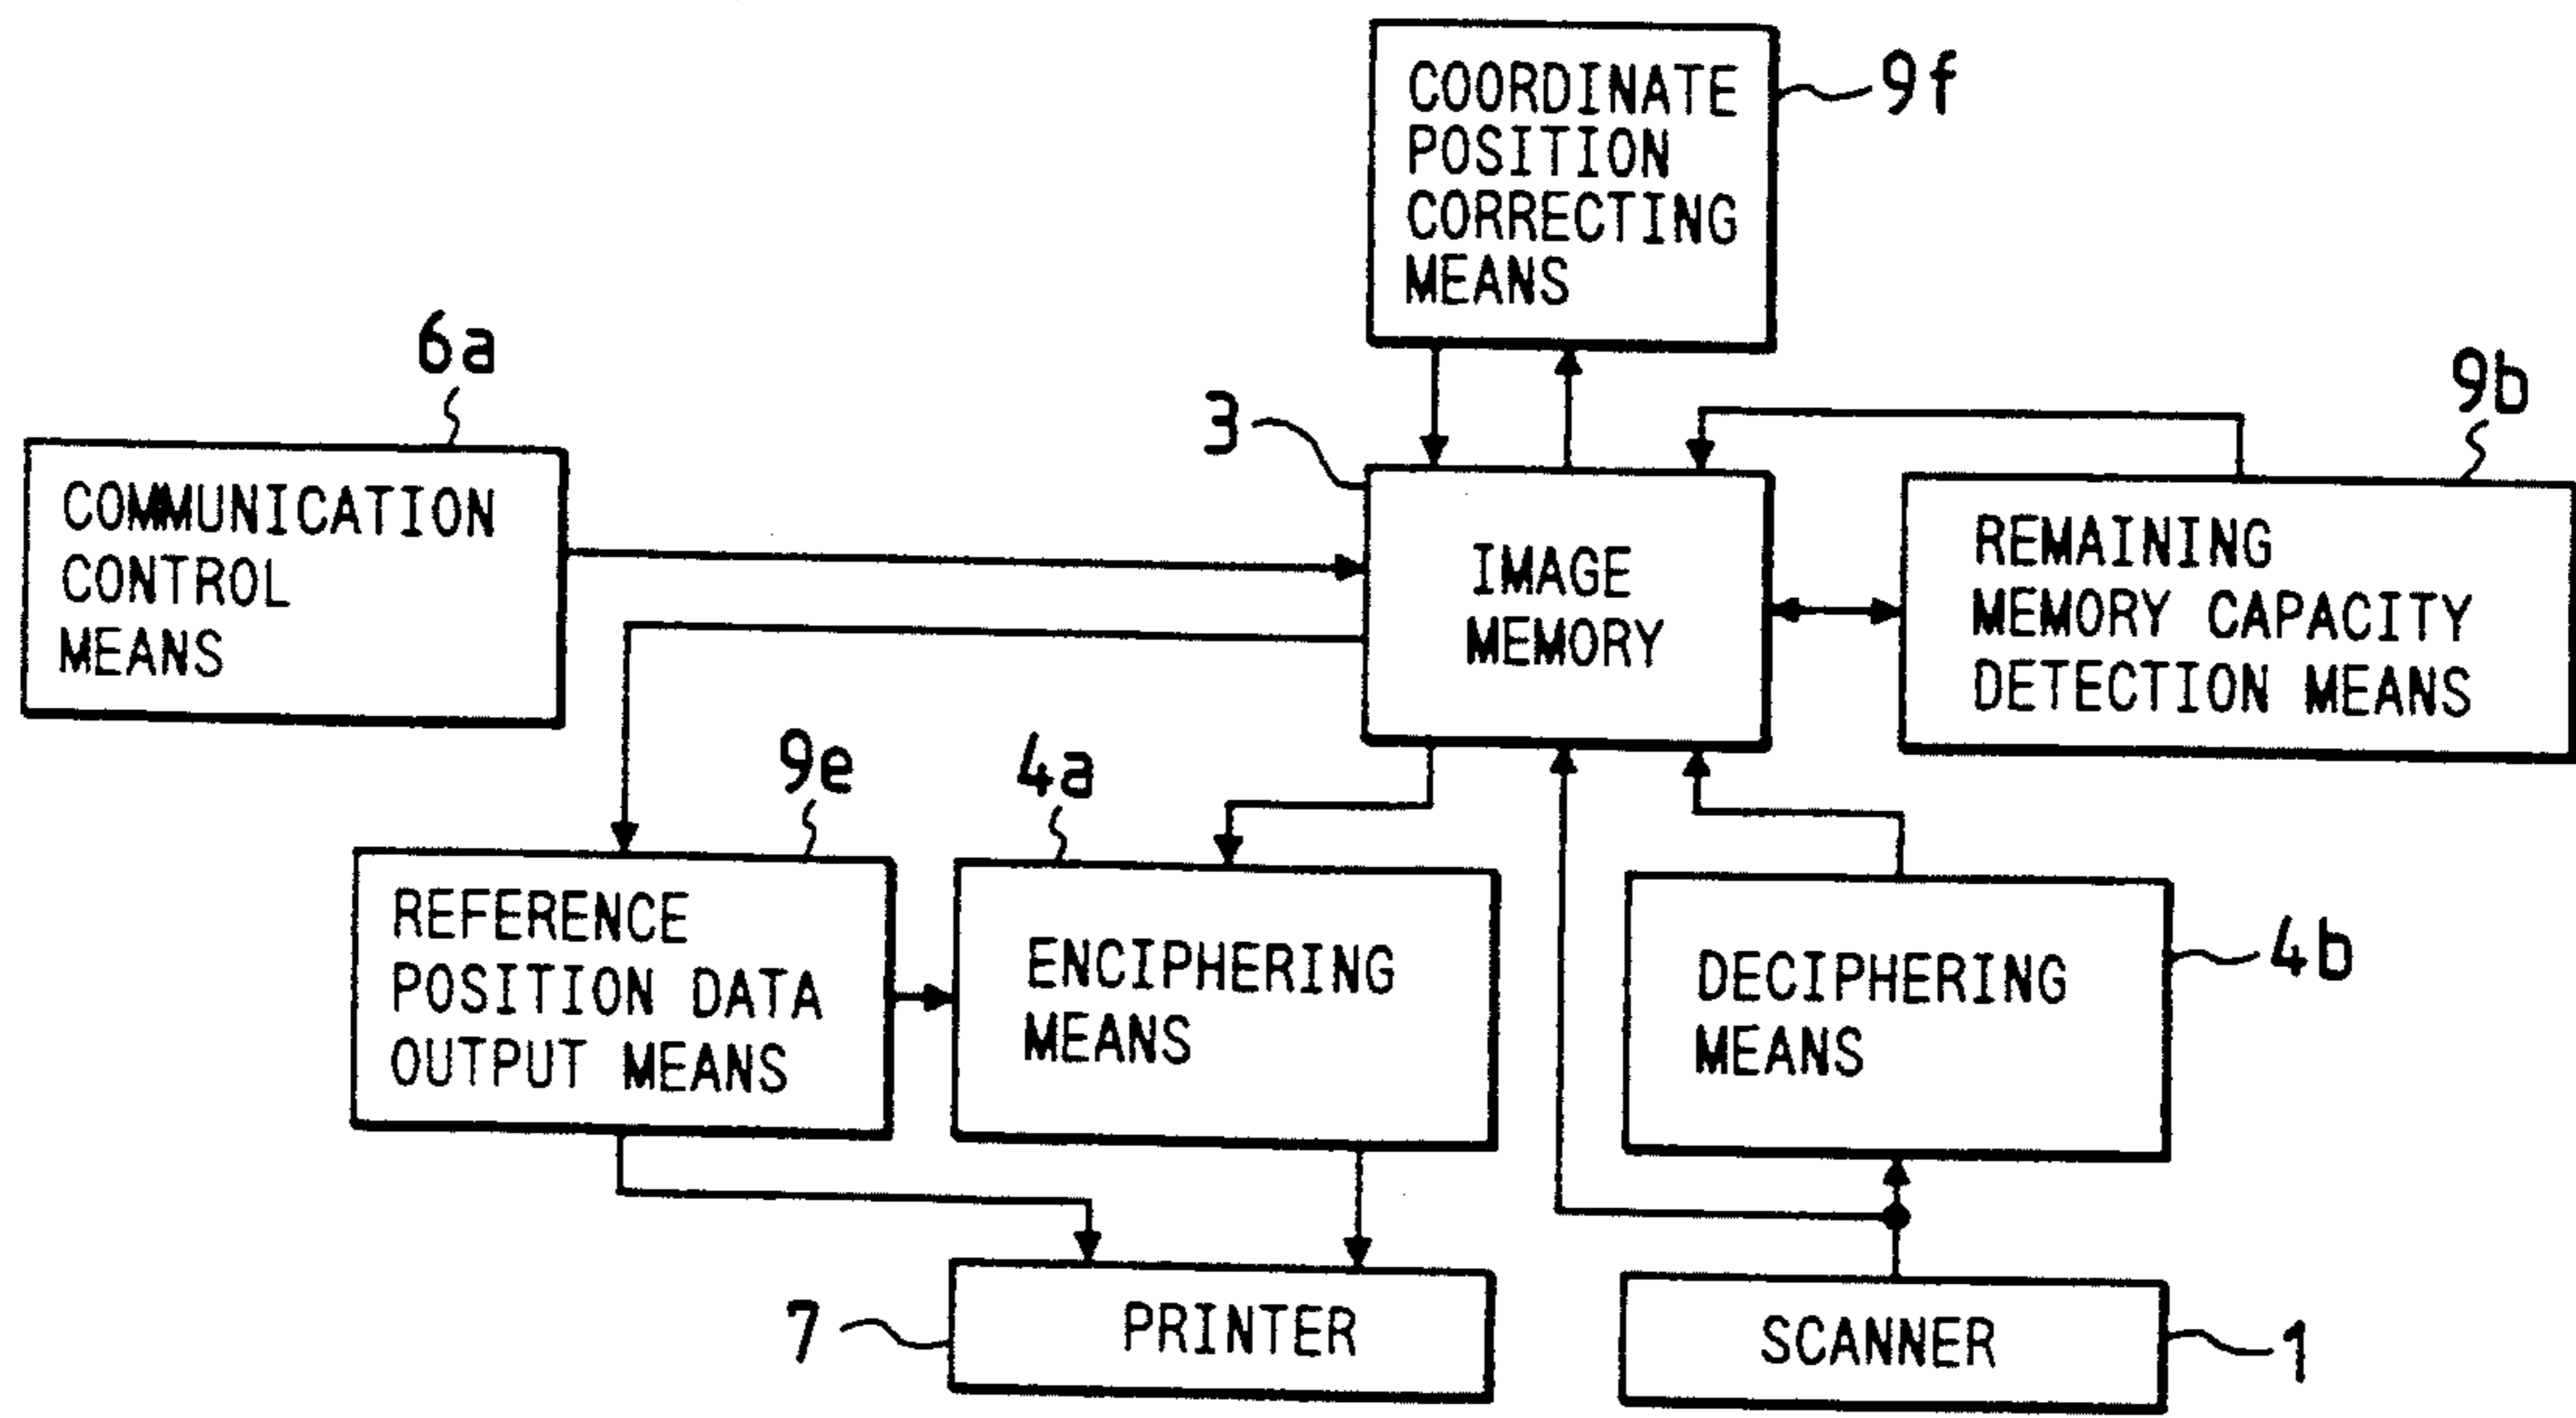 COORDINATE
POSITION
CORRECTING
MEANS
9f
6a
3
9b
COMMUNICATION
CONTROL
MEANS
IMAGE
MEMORY
REMAINING
MEMORY CAPACITY
DETECTION MEANS
9e
4a
REFERENCE
POSITION DATA
OUTPUT MEANS
ENCIPHERING
MEANS
DECIPHERING
MEANS
4b
7
PRINTER
SCANNER
1